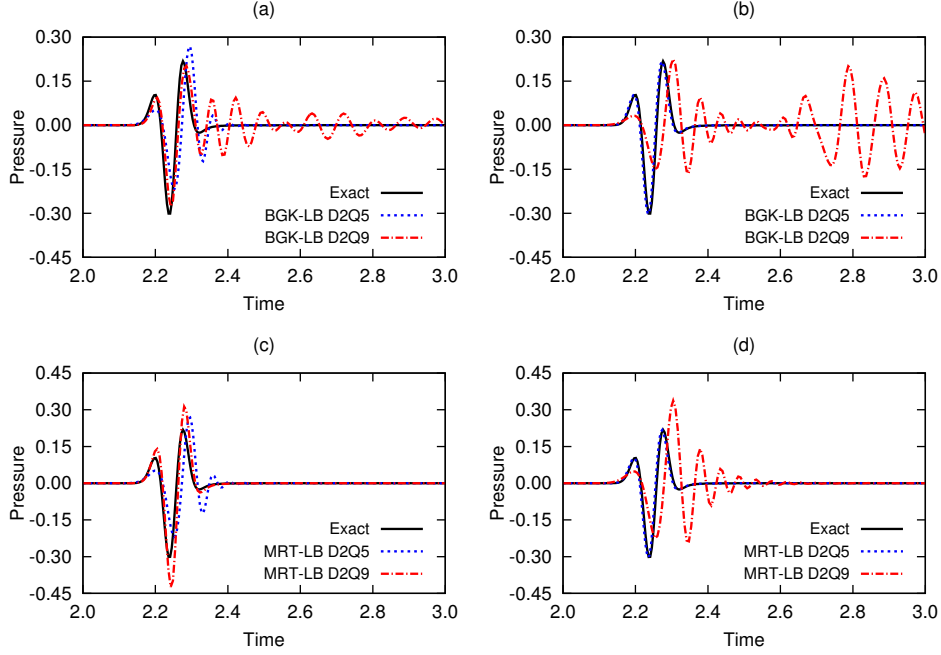 (a)
Pressure
0.30
0.15
0.00
-0.15
-0.30
-0.45
2.0 2.2 2.4 2.6 2.8 3.0
Time
Exact
BGK-LB D2Q5
BGK-LB D2Q9
(b)
Pressure
0.30
0.15
0.00
-0.15
-0.30
-0.45
2.0 2.2 2.4 2.6 2.8 3.0
Time
Exact
BGK-LB D2Q5
BGK-LB D2Q9
(c)
Pressure
0.45
0.30
0.15
0.00
-0.15
-0.30
-0.45
2.0 2.2 2.4 2.6 2.8 3.0
Time
Exact
MRT-LB D2Q5
MRT-LB D2Q9
(d)
Pressure
0.45
0.30
0.15
0.00
-0.15
-0.30
-0.45
2.0 2.2 2.4 2.6 2.8 3.0
Time
Exact
MRT-LB D2Q5
MRT-LB D2Q9